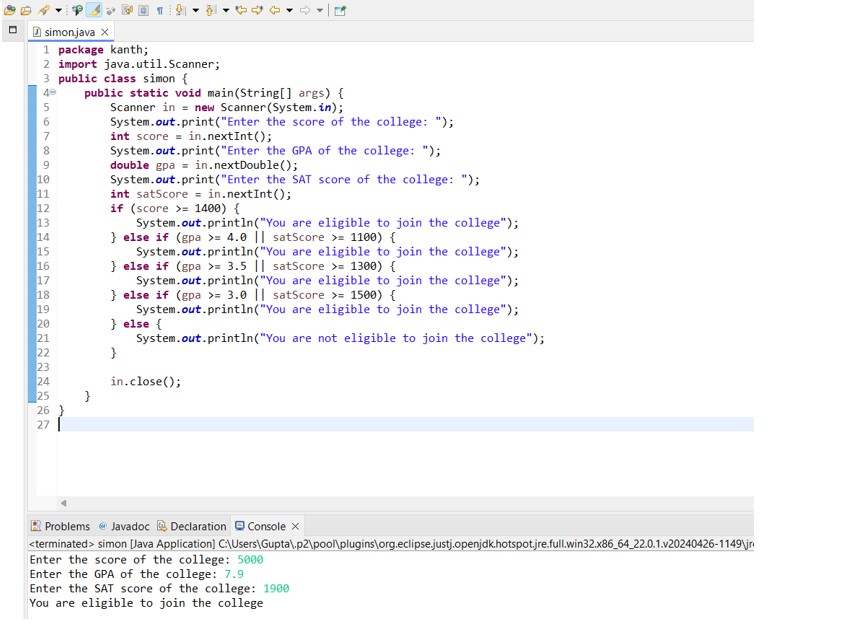 simon.java
1 package kanth;
2 import java.util.Scanner;
3 public class simon {
4 public static void main(String[] args) {
5 Scanner in = new Scanner(System.in);
6 System.out.print("Enter the score of the college: ");
7 int score = in.nextInt();
8 System.out.print("Enter the GPA of the college: ");
9 double gpa = in.nextDouble();
10 System.out.print("Enter the SAT score of the college: ");
11 int satScore = in.nextInt();
12 if (score >= 1400) {
13 System.out.println("You are eligible to join the college");
14 } else if (gpa >= 4.0 || satScore >= 1100) {
15 System.out.println("You are eligible to join the college");
16 } else if (gpa >= 3.5 || satScore >= 1300) {
17 System.out.println("You are eligible to join the college");
18 } else if (gpa >= 3.0 || satScore >= 1500) {
19 System.out.println("You are eligible to join the college");
20 } else {
21 System.out.println("You are not eligible to join the college");
22 }
23
24 in.close();
25 }
26 }
27
Problems Javadoc Declaration Console
<terminated> simon [Java Application] C:\Users\Gupta\.p2\pool\plugins\org.eclipse.justj.openjdk.hotspot.jre.full.win32.x86_64_22.0.1.v20240426-1149\jr
Enter the score of the college: 5000
Enter the GPA of the college: 7.9
Enter the SAT score of the college: 1900
You are eligible to join the college